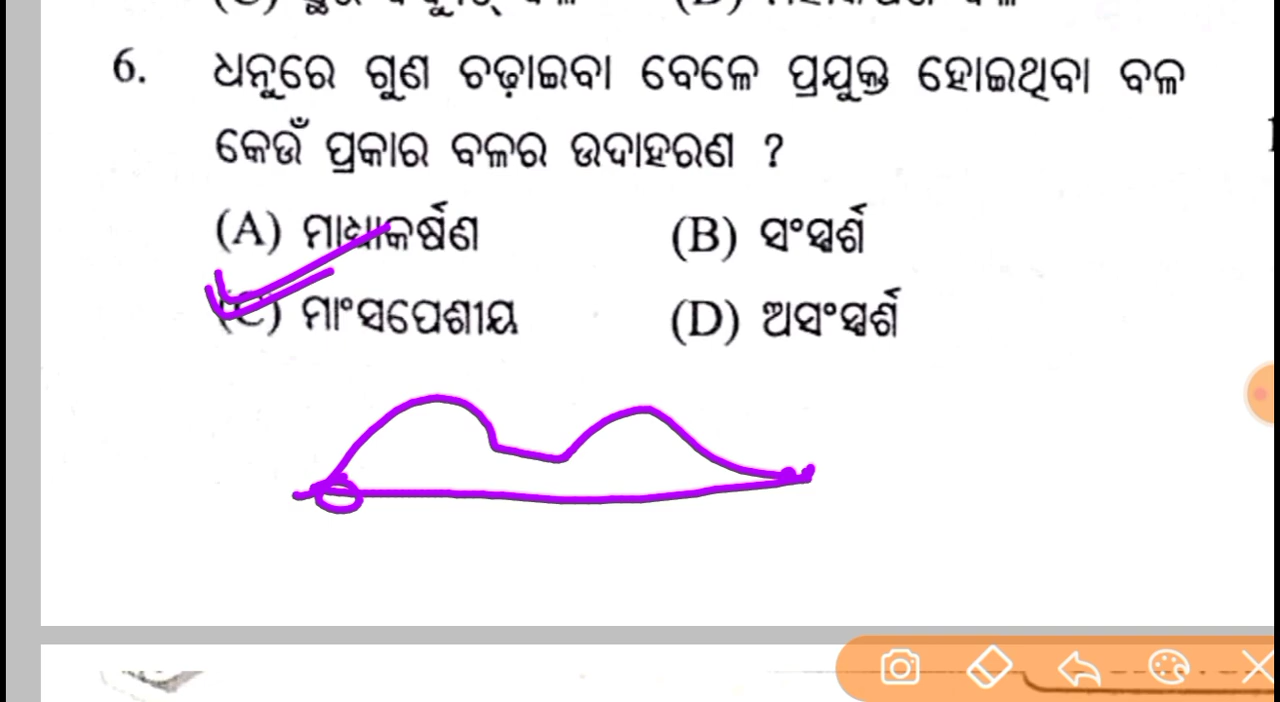 6. ଧନୁରେ ଗୁଣ ଚଢ଼ାଇବା ବେଳେ ପ୍ରଯୁକ୍ତ ହୋଇଥିବା ବଳ
କେଉଁ ପ୍ରକାର ବଳର ଉଦାହରଣ ?
(A) ମାଧ୍ୟାକର୍ଷଣ (B) ସଂସ୍ପର୍ଶ
(C) ମାଂସପେଶୀୟ (D) ଅସଂସ୍ପର୍ଶ